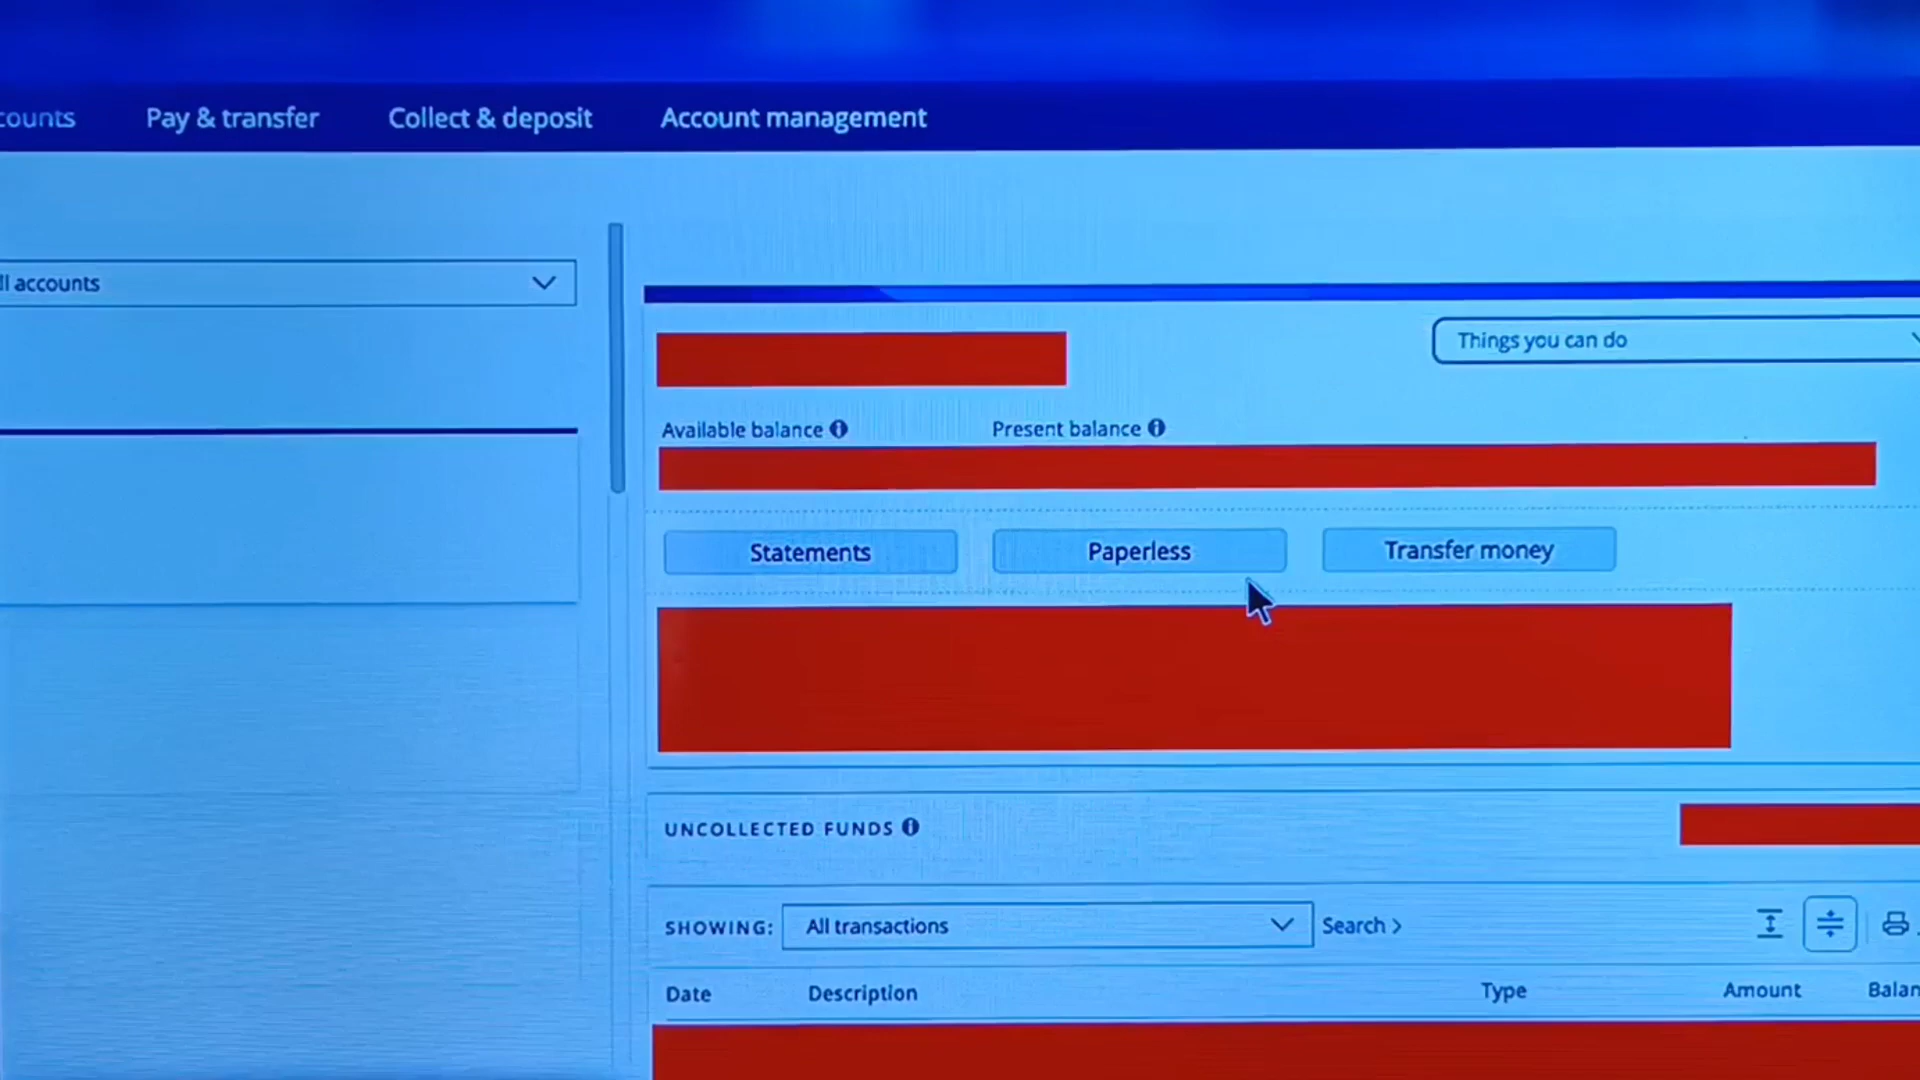 counts Pay & transfer Collect & deposit Account management
ll accounts
Things you can do
Available balance Present balance
Statements Paperless Transfer money
UNCOLLECTED FUNDS
SHOWING: All transactions Search >
Date Description Type Amount Balan